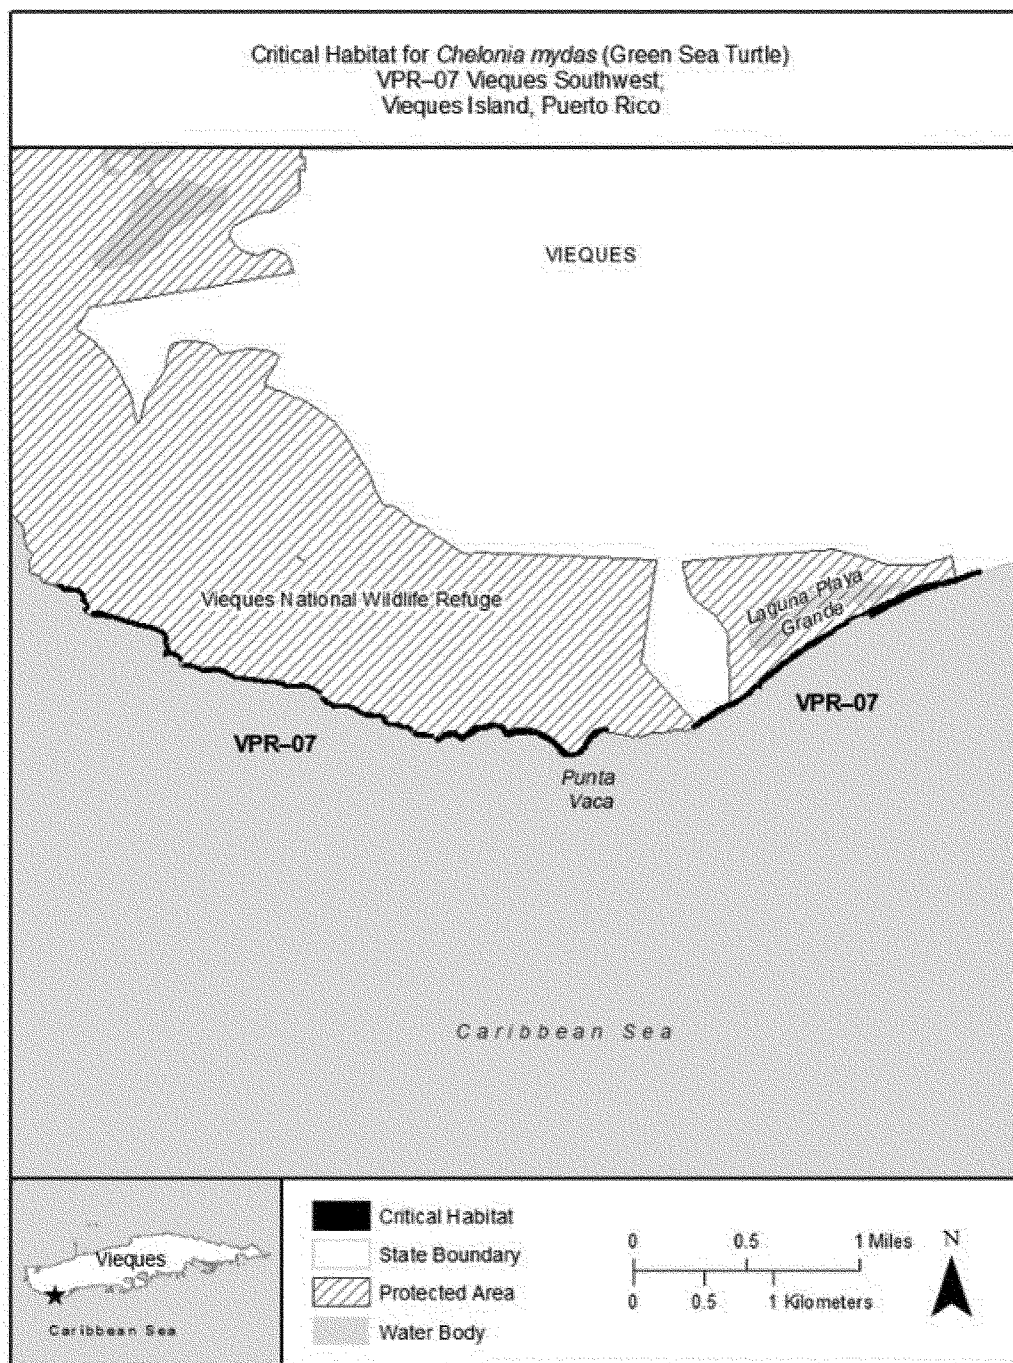 Critical Habitat for Chelonia mydas (Green Sea Turtle)
VPR–07 Vieques Southwest;
Vieques Island, Puerto Rico
VIEQUES
Vieques National Wildlife Refuge
Laguna Playa
Grande
VPR–07
VPR–07
Punta
Vaca
Caribbean Sea
Vieques
Caribbean Sea
Critical Habitat
State Boundary
Protected Area
Water Body
0 0.5 1 Miles
0 0.5 1 Kilometers
N